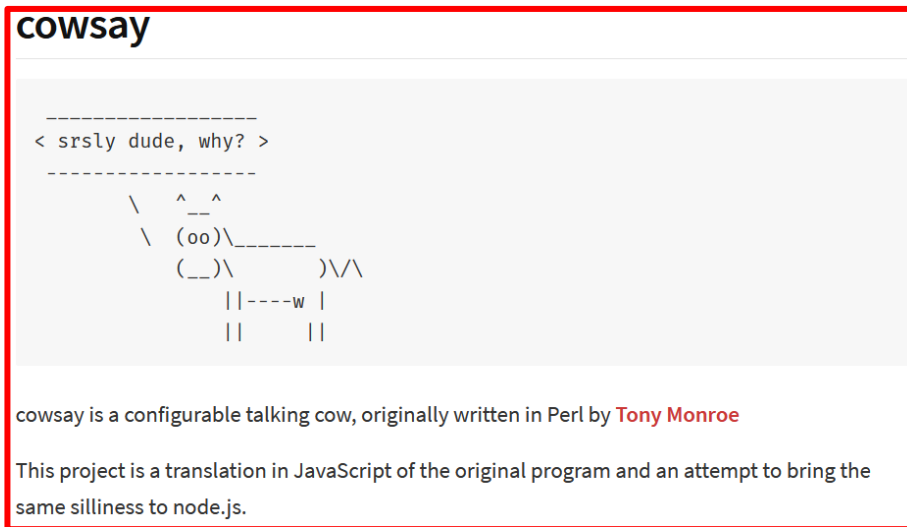 cowsay
 __________________
< srsly dude, why? >
 ------------------
        \   ^__^
         \  (oo)\_______
            (__)\       )\/\
                ||----w |
                ||     ||
cowsay is a configurable talking cow, originally written in Perl by Tony Monroe
This project is a translation in JavaScript of the original program and an attempt to bring the
same silliness to node.js.